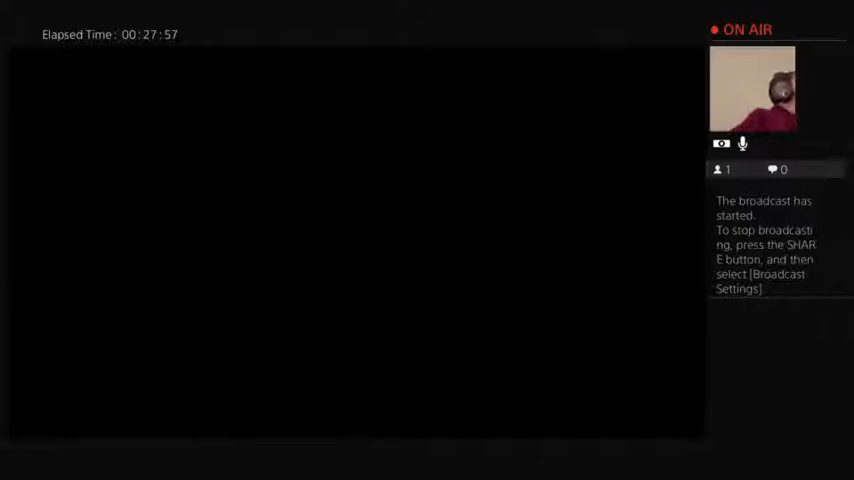 Elapsed Time: 00:27:57
ON AIR
1 0
The broadcast has
started.
To stop broadcasti
ng, press the SHAR
E button, and then
select [Broadcast
Settings].